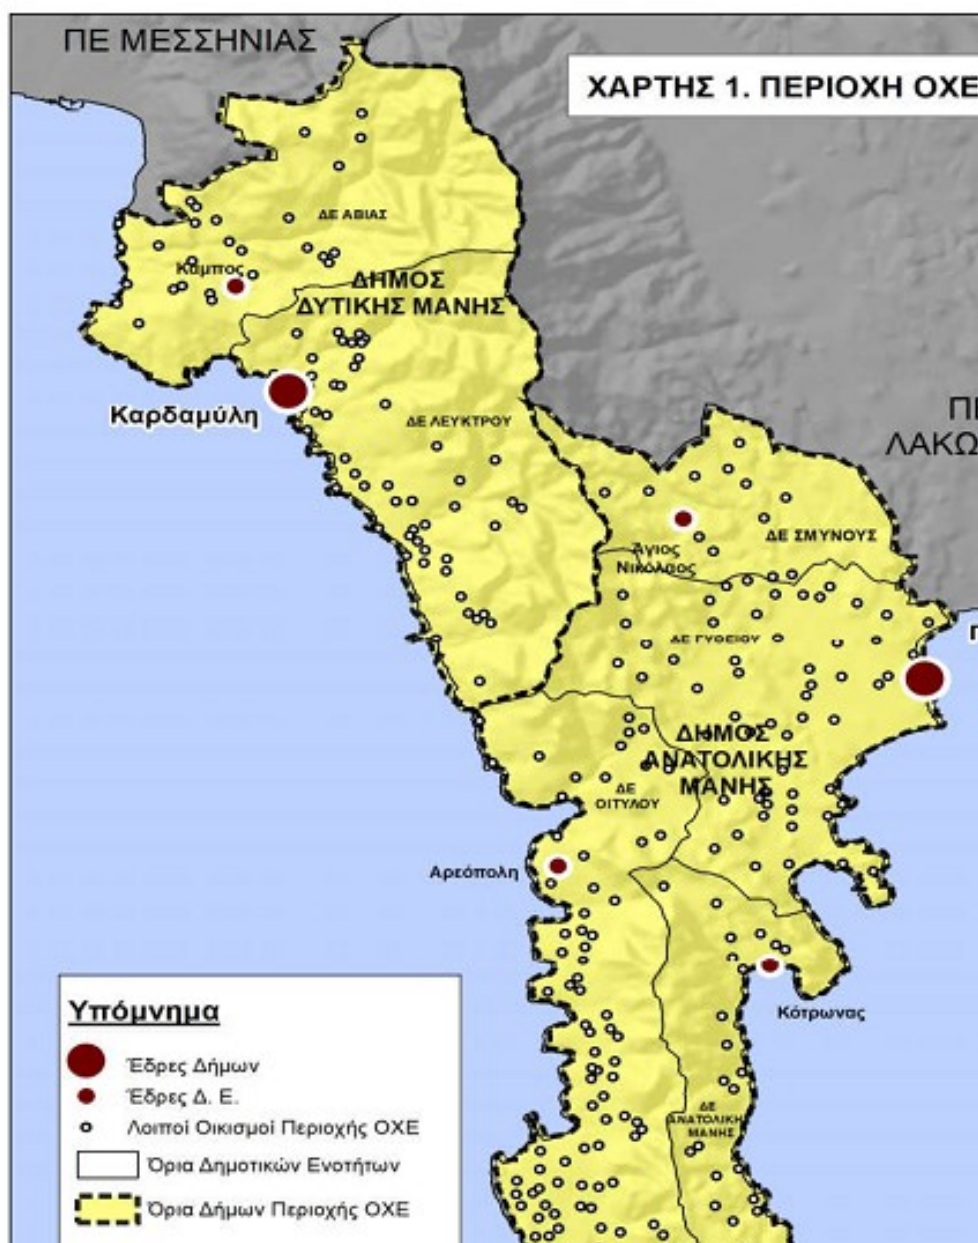 ΠΕ ΜΕΣΣΗΝΙΑΣ
ΧΑΡΤΗΣ 1. ΠΕΡΙΟΧΗ ΟΧΕ
ΔΕ ΑΒΙΑΣ
Κάμπος
ΔΗΜΟΣ
ΔΥΤΙΚΗΣ ΜΑΝΗΣ
Καρδαμύλη
ΔΕ ΛΕΥΚΤΡΟΥ
ΛΑΚΩ
ΔΕ ΣΜΥΝΟΥΣ
Άγιος
Νικόλαος
ΔΕ ΓΥΘΕΙΟΥ
ΔΗΜΟΣ
ΑΝΑΤΟΛΙΚΗΣ
ΜΑΝΗΣ
ΔΕ
ΟΙΤΥΛΟΥ
Αρεόπολη
Κότρωνας
ΔΕ
ΑΝΑΤΟΛΙΚΗ
ΜΑΝΗΣ
Υπόμνημα
Έδρες Δήμων
Έδρες Δ. Ε.
Λοιποί Οικισμοί Περιοχής ΟΧΕ
Όρια Δημοτικών Ενοτήτων
Όρια Δήμων Περιοχής ΟΧΕ